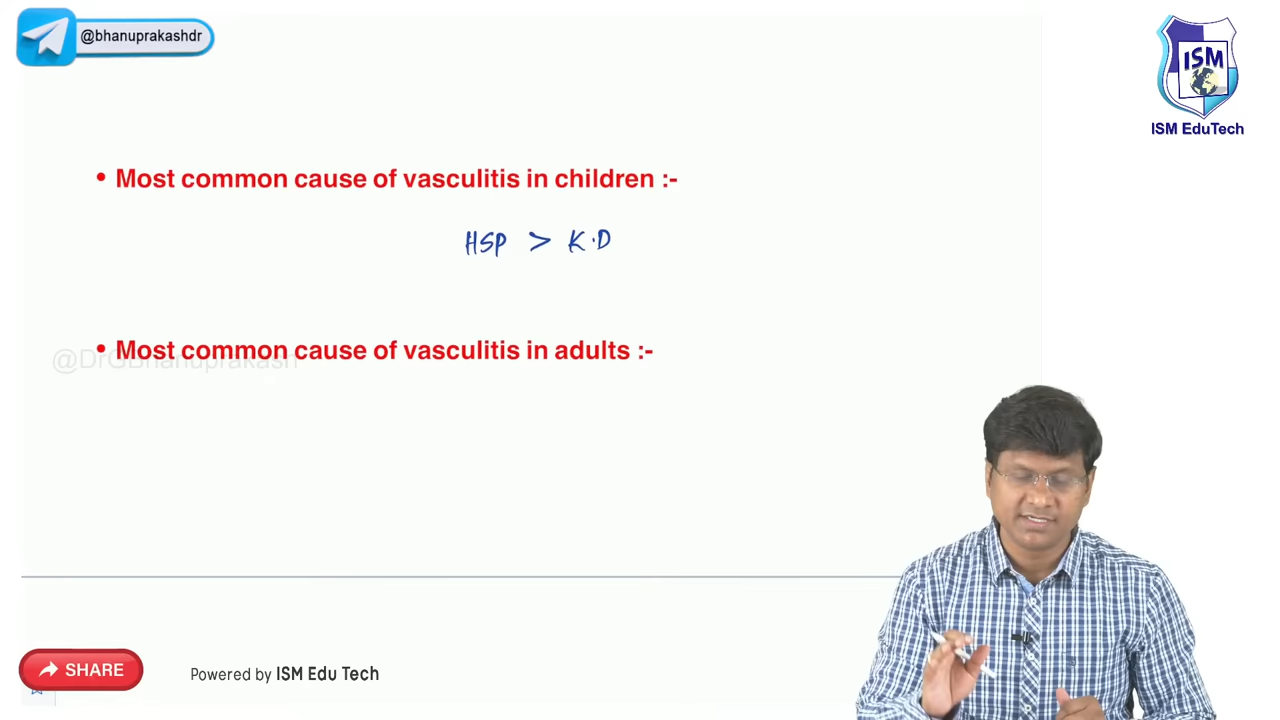 @bhanuprakashdr
ISM
ISM EduTech
• Most common cause of vasculitis in children :-
HSP > K.D
@DrGBhanuprakash
• Most common cause of vasculitis in adults :-
SHARE
Powered by ISM Edu Tech